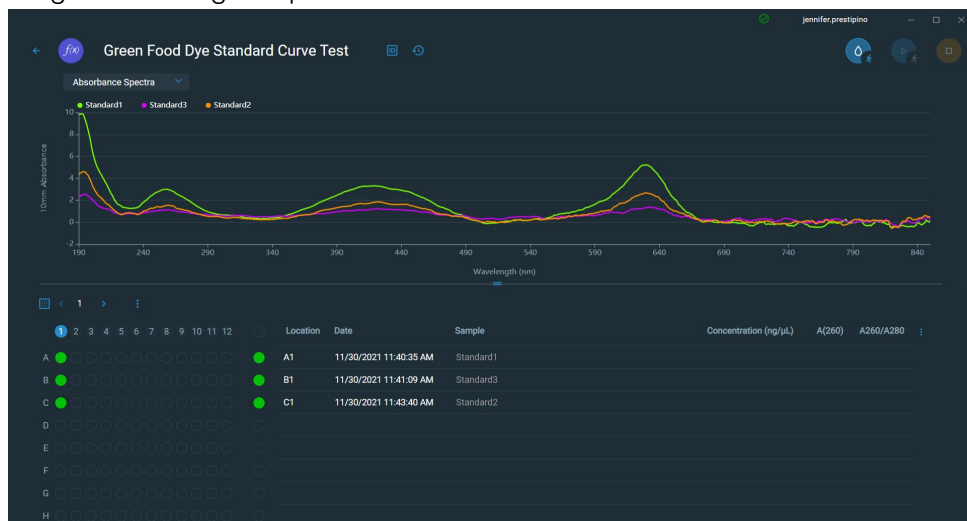 jennifer.prestipino
f(x) Green Food Dye Standard Curve Test ID
Absorbance Spectra
Standard1 Standard3 Standard2
10
8
6
4
2
0
-2
10mm Absorbance
190 240 290 340 390 440 490 540 590 640 690 740 790 840
Wavelength (nm)
1
1 2 3 4 5 6 7 8 9 10 11 12 Location Date Sample Concentration (ng/µL) A(260) A260/A280
A A1 11/30/2021 11:40:35 AM Standard1
B B1 11/30/2021 11:41:09 AM Standard3
C C1 11/30/2021 11:43:40 AM Standard2
D
E
F
G
H